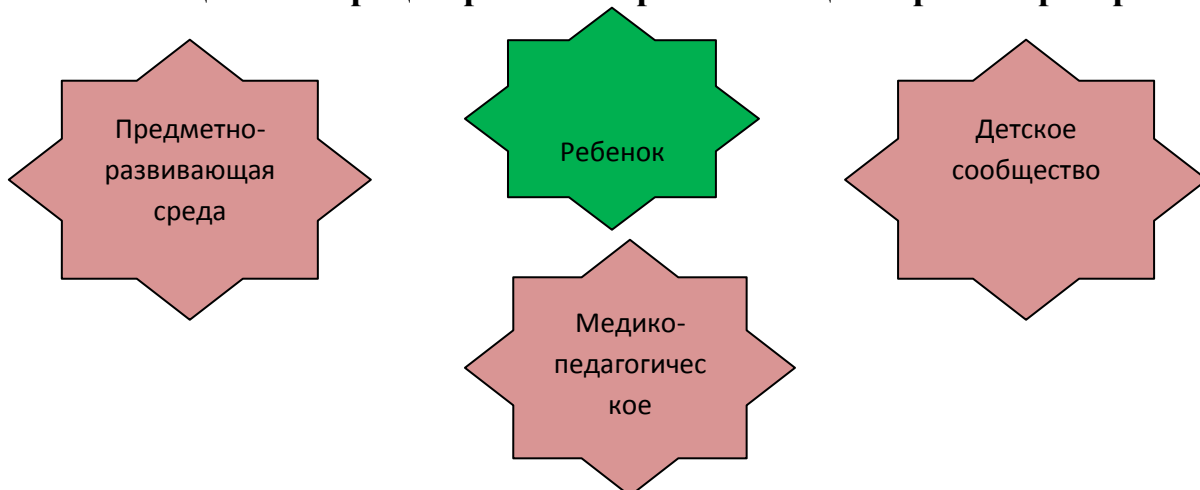 Предметно-
развивающая
среда
Ребенок
Детское
сообщество
Медико-
педагогичес
кое